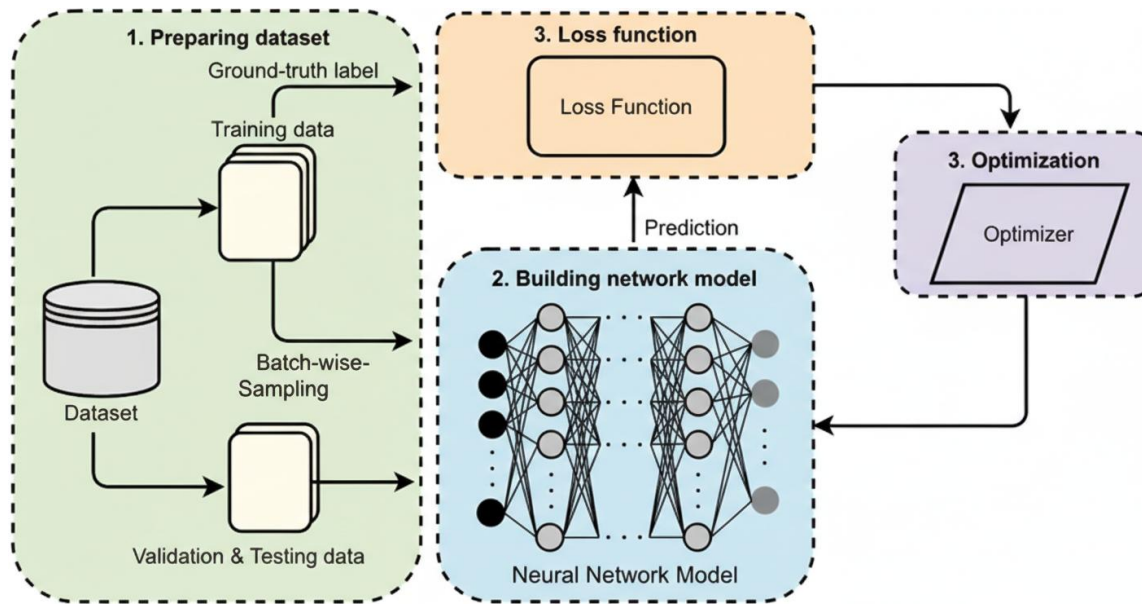 1. Preparing dataset
Ground-truth label
Training data
Batch-wise-
Sampling
Dataset
Validation & Testing data
3. Loss function
Loss Function
Prediction
2. Building network model
Neural Network Model
3. Optimization
Optimizer